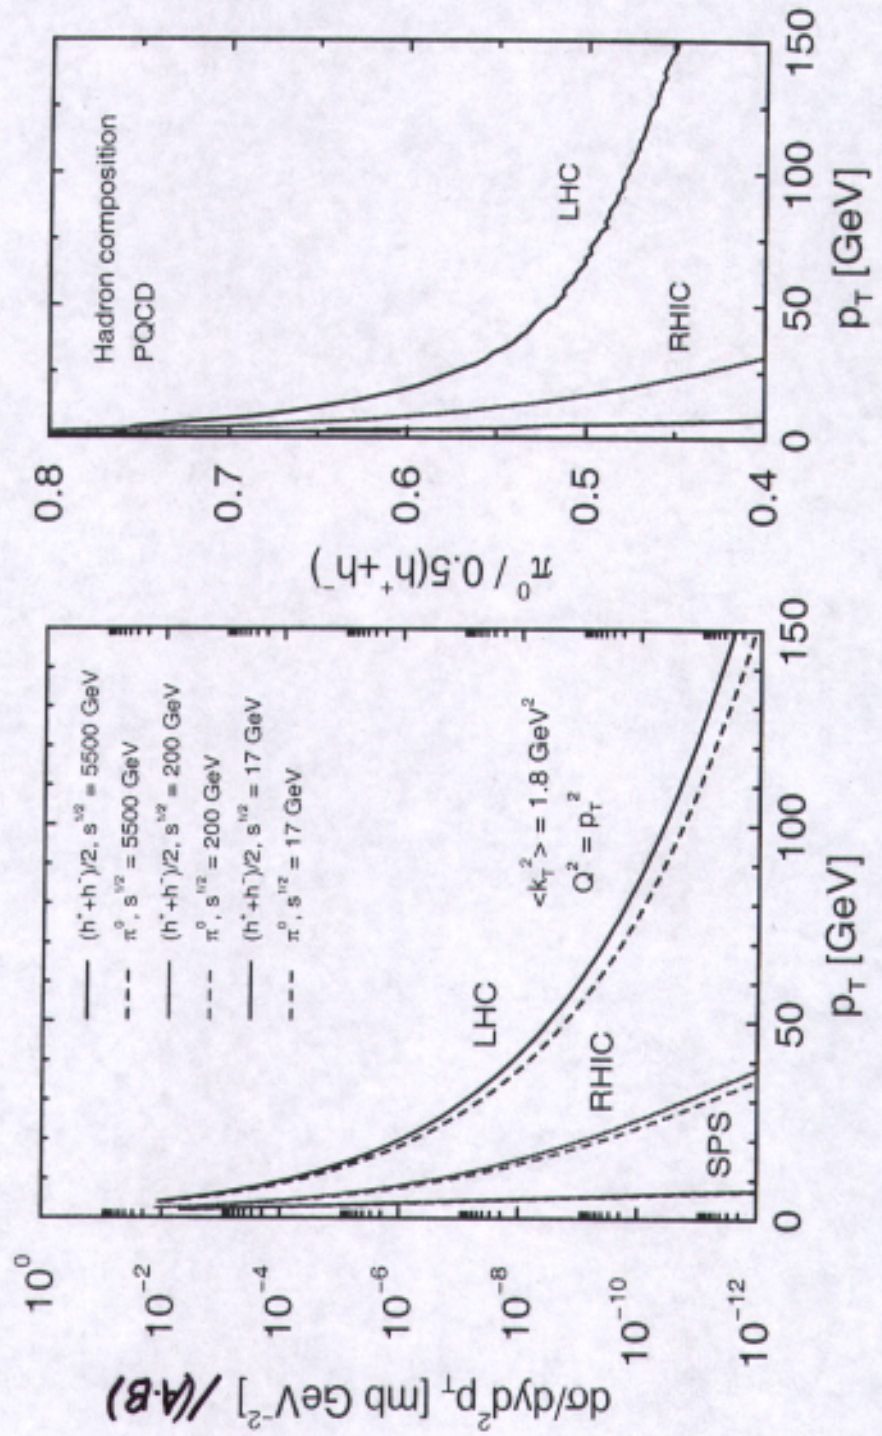 dσ/dyd²p_T [mb GeV⁻²] /(A·B)
10⁰
10⁻²
10⁻⁴
10⁻⁶
10⁻⁸
10⁻¹⁰
10⁻¹²
(h⁺+h⁻)/2, s^1/2 = 5500 GeV
π⁰, s^1/2 = 5500 GeV
(h⁺+h⁻)/2, s^1/2 = 200 GeV
π⁰, s^1/2 = 200 GeV
(h⁺+h⁻)/2, s^1/2 = 17 GeV
π⁰, s^1/2 = 17 GeV
LHC
<k_T²> = 1.8 GeV²
Q² = p_T²
RHIC
SPS
0 50 100 150
p_T [GeV]
π⁰ / 0.5(h⁺+h⁻)
0.8
0.7
0.6
0.5
0.4
Hadron composition
PQCD
LHC
RHIC
0 50 100 150
p_T [GeV]